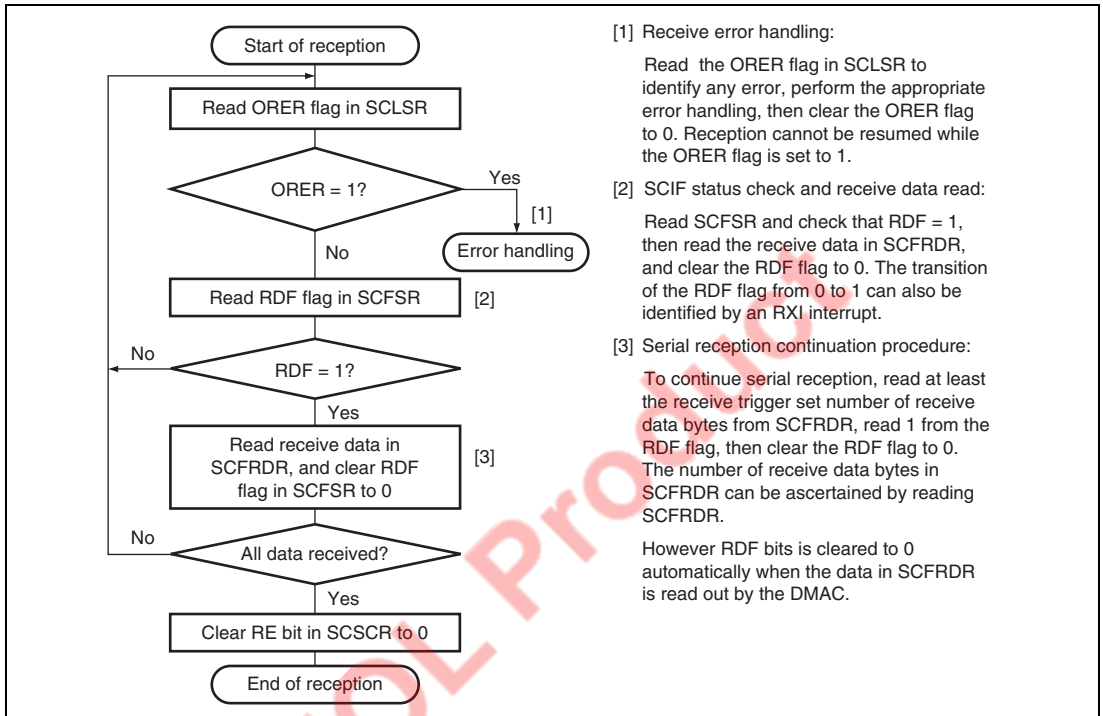 Start of reception
Read ORER flag in SCLSR
ORER = 1?
Yes
[1]
Error handling
No
Read RDF flag in SCFSR
[2]
No
RDF = 1?
Yes
Read receive data in
SCFRDR, and clear RDF
flag in SCFSR to 0
[3]
No
All data received?
Yes
Clear RE bit in SCSCR to 0
End of reception
[1] Receive error handling:
Read the ORER flag in SCLSR to
identify any error, perform the appropriate
error handling, then clear the ORER flag
to 0. Reception cannot be resumed while
the ORER flag is set to 1.
[2] SCIF status check and receive data read:
Read SCFSR and check that RDF = 1,
then read the receive data in SCFRDR,
and clear the RDF flag to 0. The transition
of the RDF flag from 0 to 1 can also be
identified by an RXI interrupt.
[3] Serial reception continuation procedure:
To continue serial reception, read at least
the receive trigger set number of receive
data bytes from SCFRDR, read 1 from the
RDF flag, then clear the RDF flag to 0.
The number of receive data bytes in
SCFRDR can be ascertained by reading
SCFRDR.
However RDF bits is cleared to 0
automatically when the data in SCFRDR
is read out by the DMAC.
OL Product